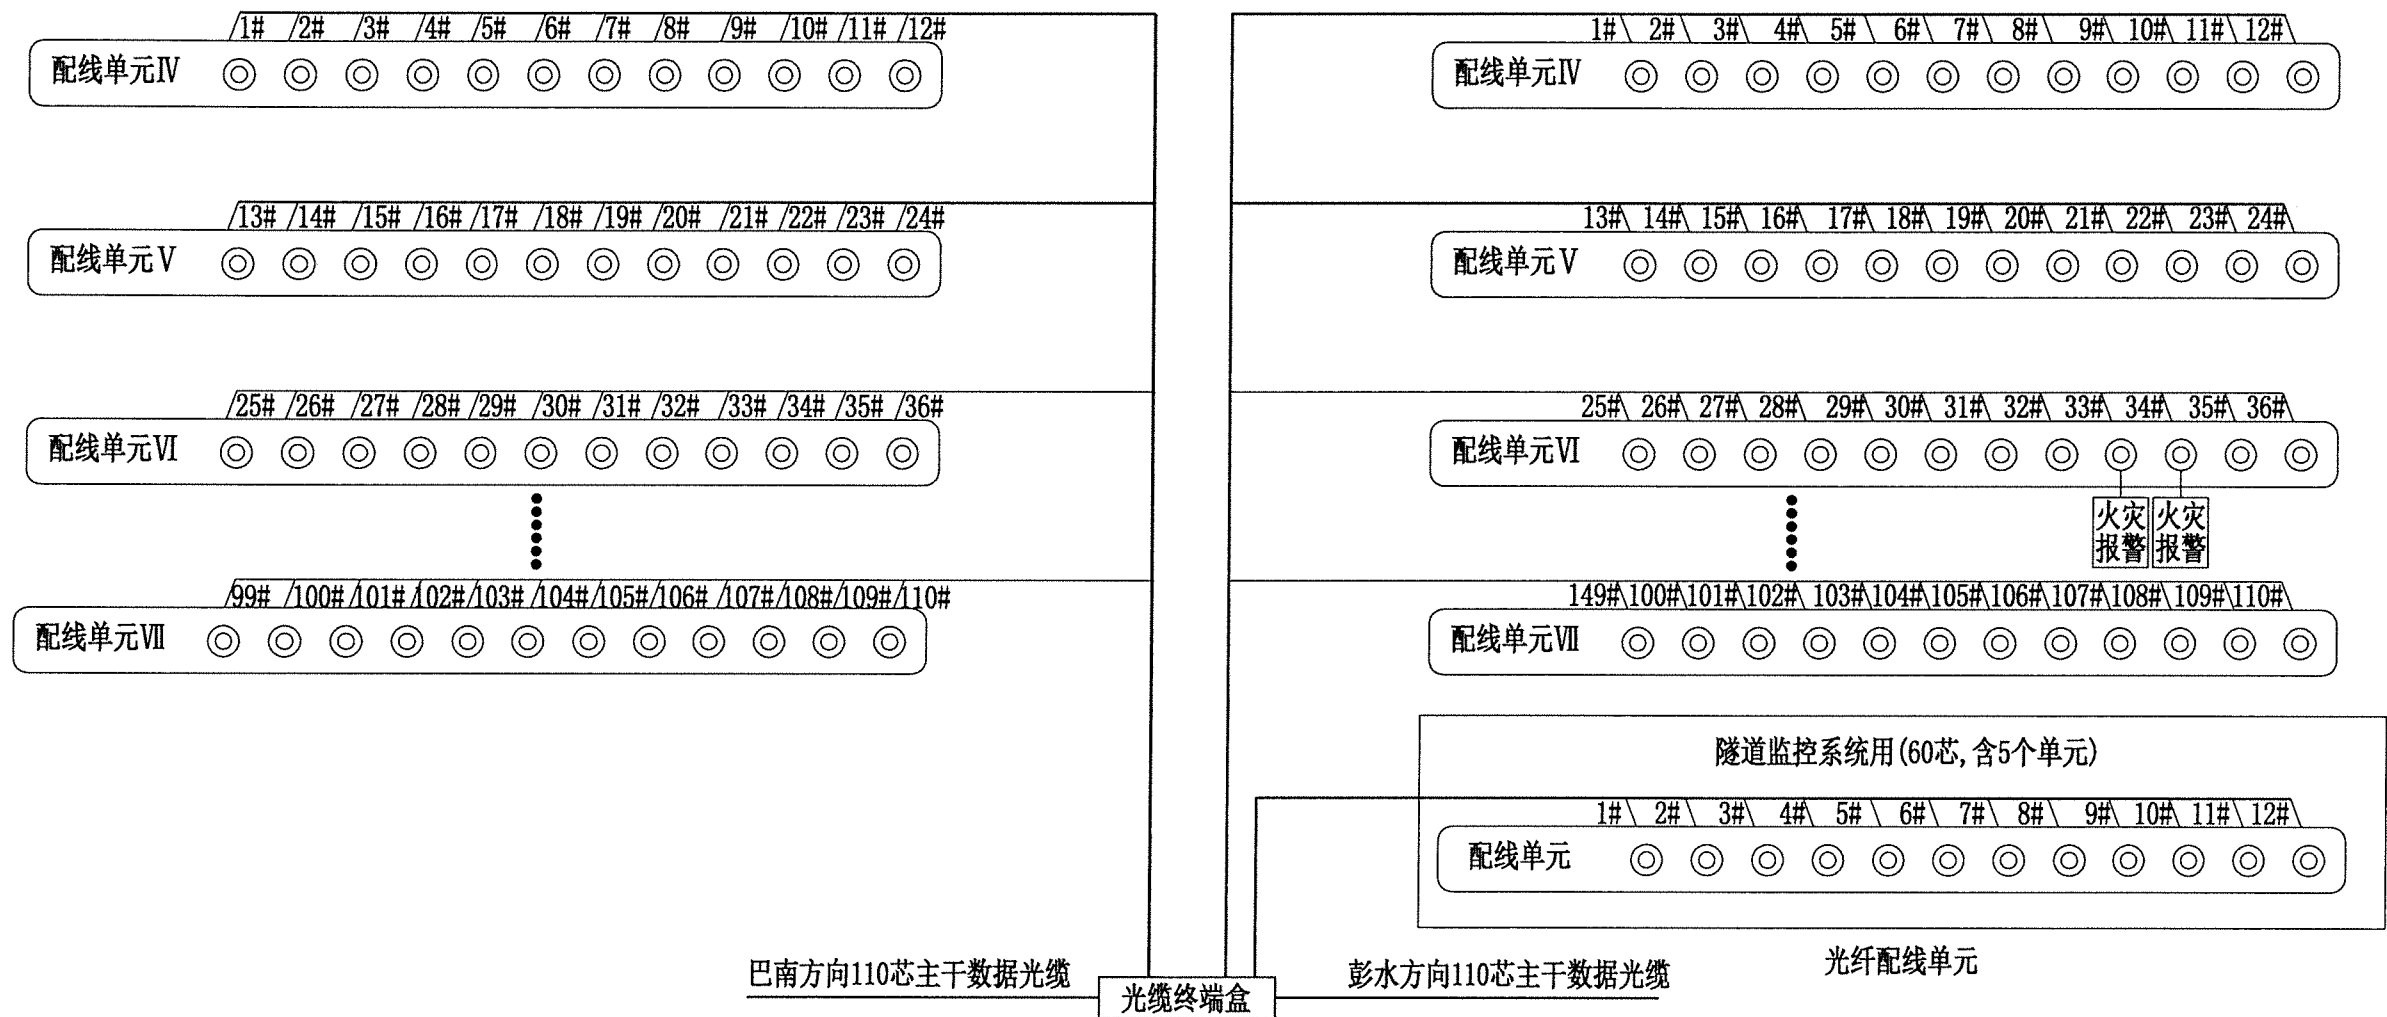 1# 2# 3# 4# 5# 6# 7# 8# 9# 10# 11# 12#
配线单元Ⅳ
13# 14# 15# 16# 17# 18# 19# 20# 21# 22# 23# 24#
配线单元Ⅴ
25# 26# 27# 28# 29# 30# 31# 32# 33# 34# 35# 36#
配线单元Ⅵ
99# 100# 101# 102# 103# 104# 105# 106# 107# 108# 109# 110#
配线单元Ⅶ
1# 2# 3# 4# 5# 6# 7# 8# 9# 10# 11# 12#
配线单元Ⅳ
13# 14# 15# 16# 17# 18# 19# 20# 21# 22# 23# 24#
配线单元Ⅴ
25# 26# 27# 28# 29# 30# 31# 32# 33# 34# 35# 36#
配线单元Ⅵ
火灾
报警
火灾
报警
149# 100# 101# 102# 103# 104# 105# 106# 107# 108# 109# 110#
配线单元Ⅶ
隧道监控系统用(60芯,含5个单元)
1# 2# 3# 4# 5# 6# 7# 8# 9# 10# 11# 12#
配线单元
光纤配线单元
巴南方向110芯主干数据光缆
光缆终端盒
彭水方向110芯主干数据光缆